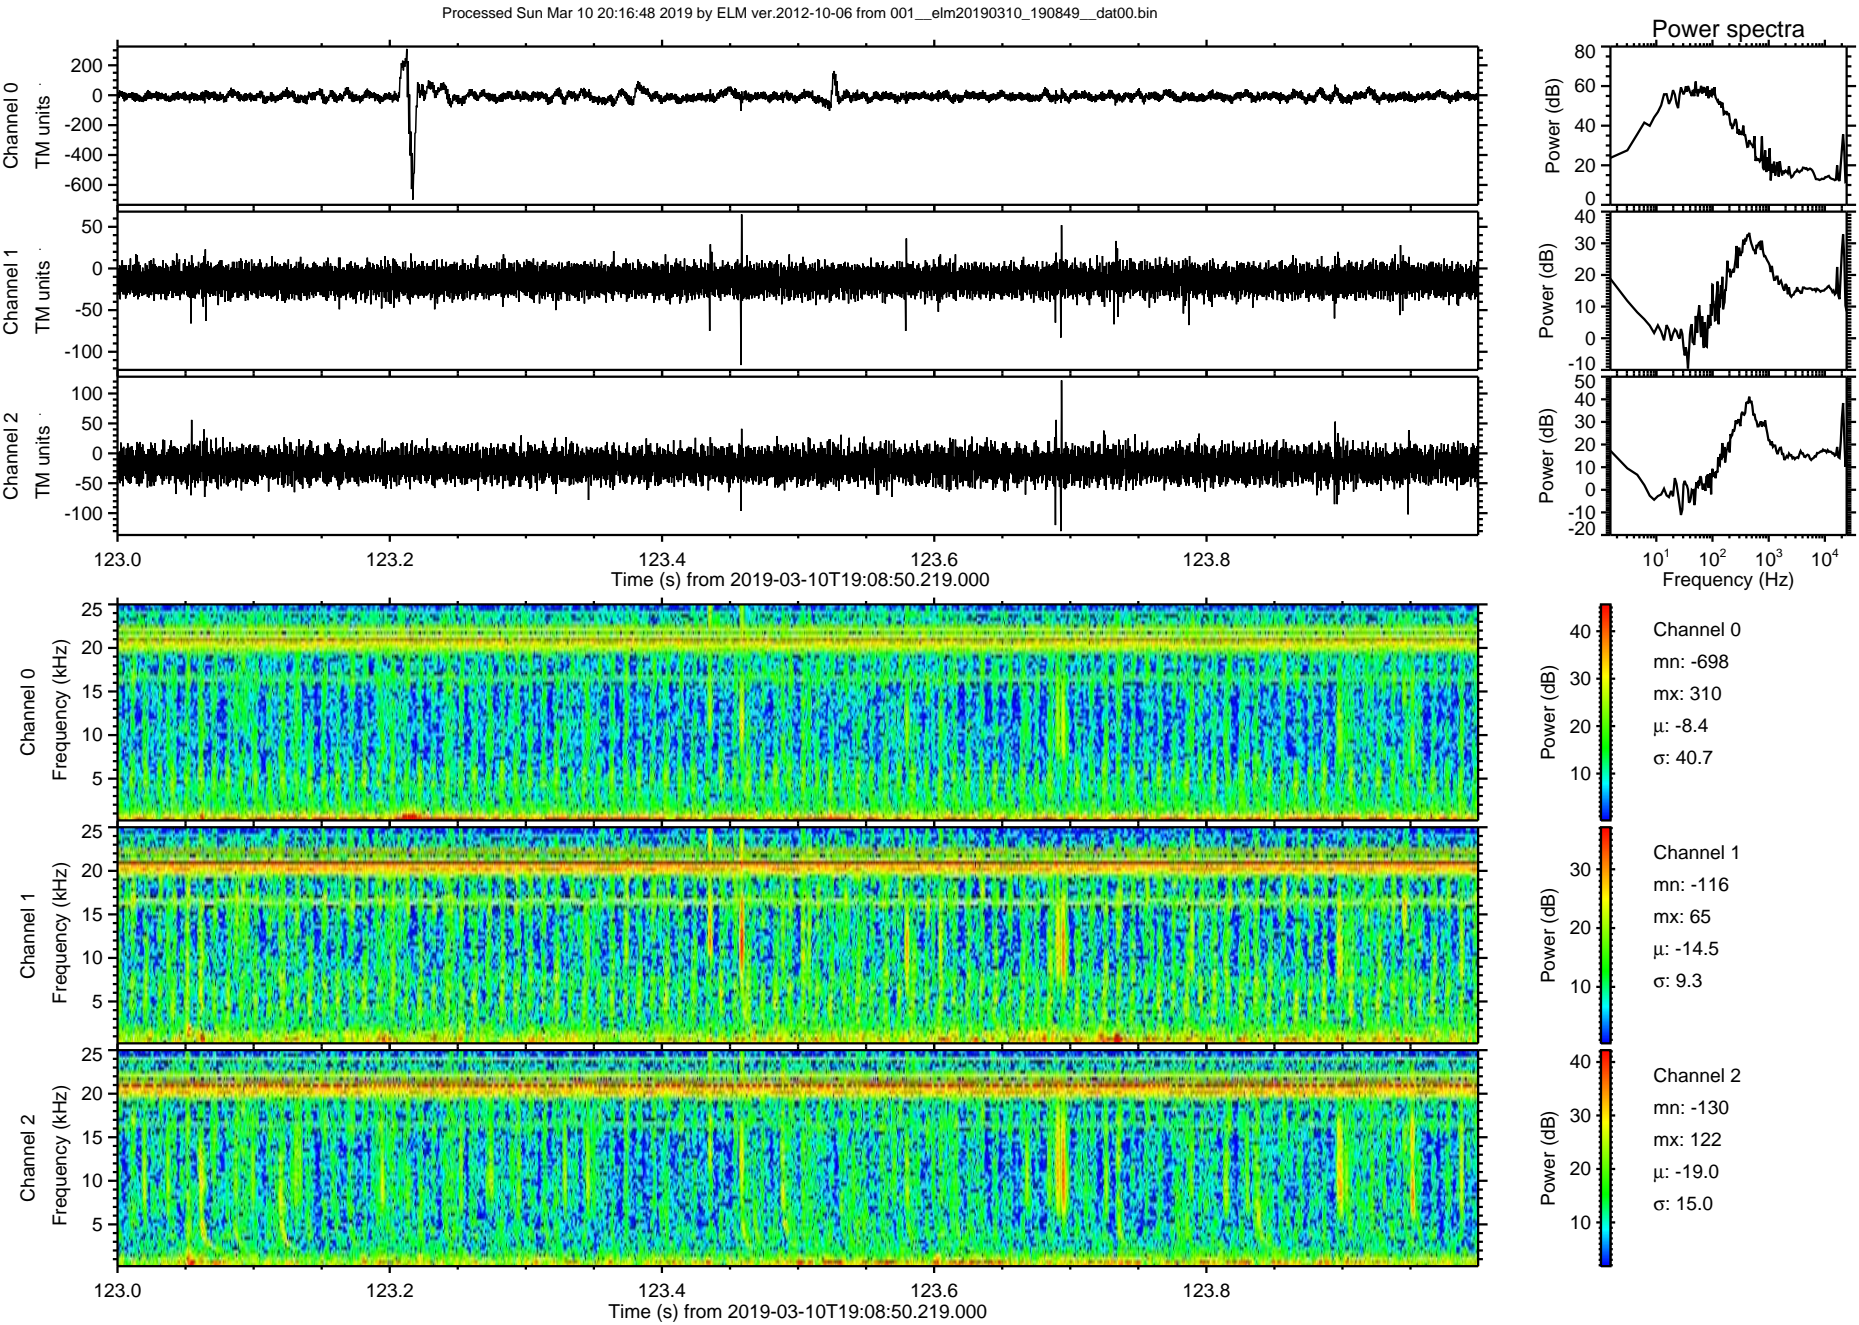 Processed Sun Mar 10 20:16:48 2019 by ELM ver.2012-10-06 from 001__elm20190310_190849__dat00.bin
Power spectra
Channel 0
TM units
200
0
-200
-400
-600
Power (dB)
80
60
40
20
0
Channel 1
TM units
50
0
-50
-100
Power (dB)
40
30
20
10
0
-10
Channel 2
TM units
100
50
0
-50
-100
Power (dB)
50
40
30
20
10
0
-10
-20
123.0 123.2 123.4 123.6 123.8
Time (s) from 2019-03-10T19:08:50.219.000
10¹ 10² 10³ 10⁴
Frequency (Hz)
Channel 0
Frequency (kHz)
25
20
15
10
5
Power (dB)
40
30
20
10
Channel 0
mn: -698
mx: 310
μ: -8.4
σ: 40.7
Channel 1
Frequency (kHz)
25
20
15
10
5
Power (dB)
30
20
10
Channel 1
mn: -116
mx: 65
μ: -14.5
σ: 9.3
Channel 2
Frequency (kHz)
25
20
15
10
5
Power (dB)
40
30
20
10
Channel 2
mn: -130
mx: 122
μ: -19.0
σ: 15.0
123.0 123.2 123.4 123.6 123.8
Time (s) from 2019-03-10T19:08:50.219.000